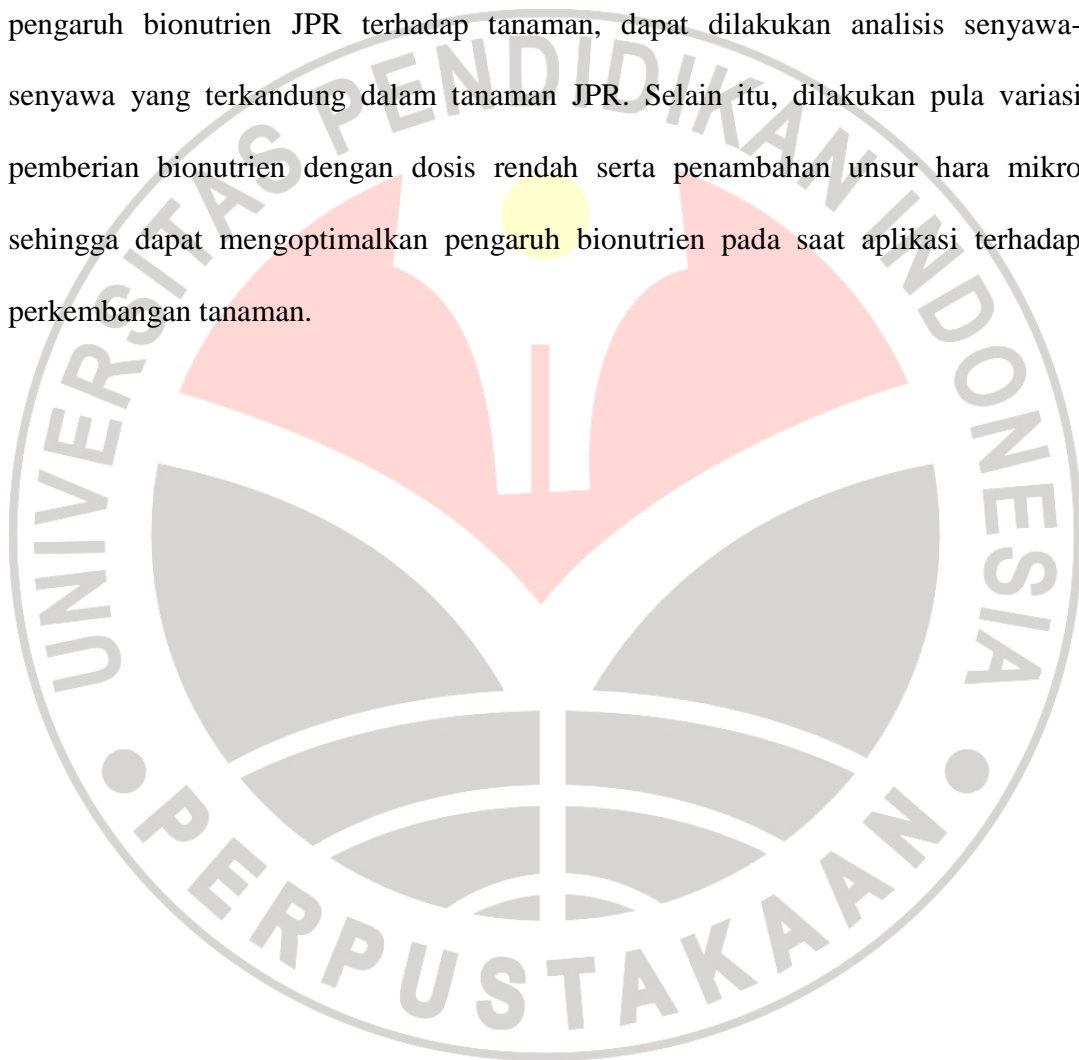 pengaruh bionutrien JPR terhadap tanaman, dapat dilakukan analisis senyawa-
senyawa yang terkandung dalam tanaman JPR. Selain itu, dilakukan pula variasi
pemberian bionutrien dengan dosis rendah serta penambahan unsur hara mikro
sehingga dapat mengoptimalkan pengaruh bionutrien pada saat aplikasi terhadap
perkembangan tanaman.
UNIVERSITAS PENDIDIKAN INDONESIA
PERPUSTAKAAN